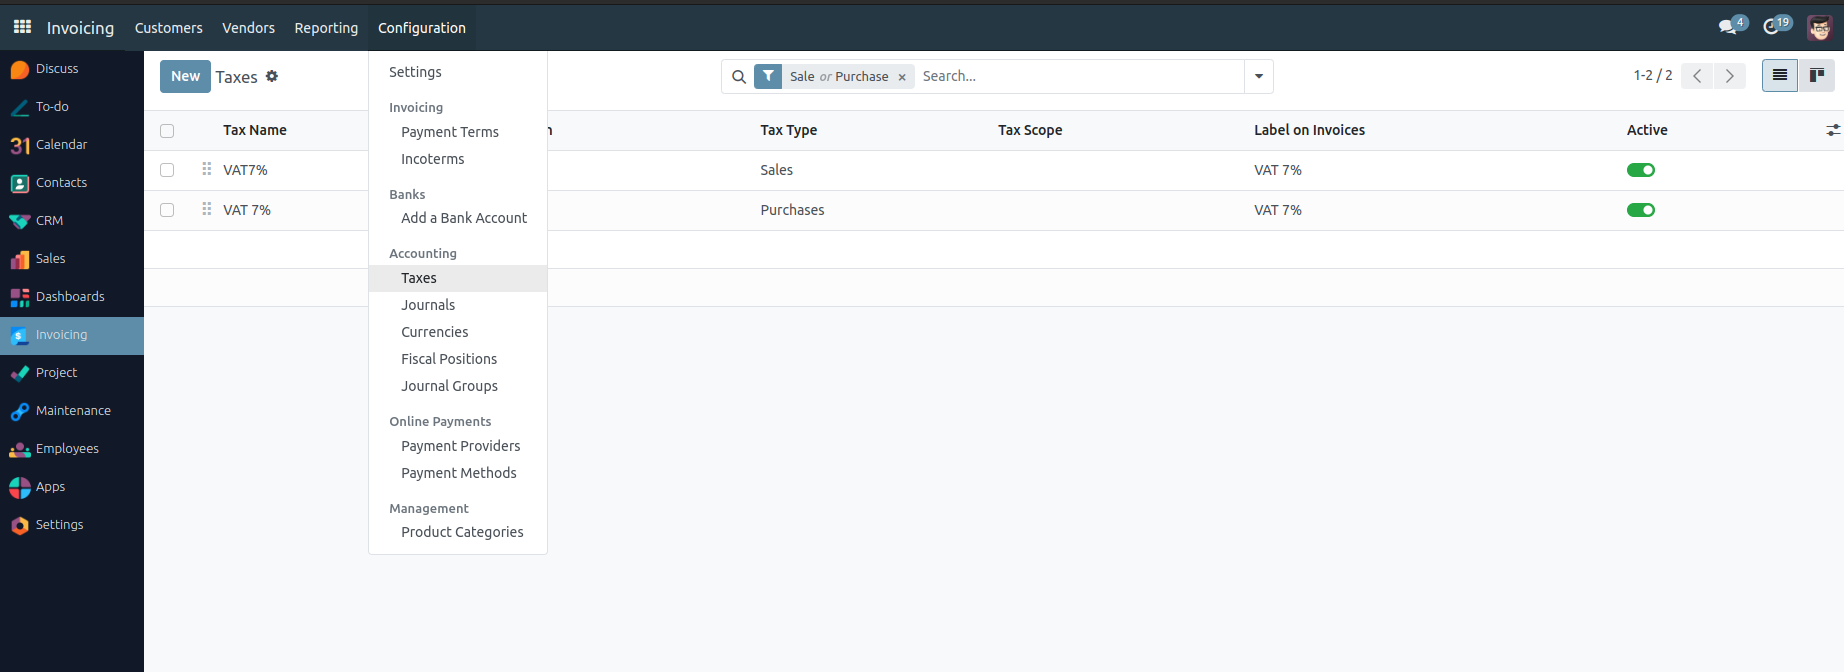 Invoicing Customers Vendors Reporting Configuration 4 19
Discuss
To-do
Calendar
Contacts
CRM
Sales
Dashboards
Invoicing
Project
Maintenance
Employees
Apps
Settings
New Taxes Sale or Purchase × Search... 1-2 / 2
Settings
Invoicing
Payment Terms
Incoterms
Banks
Add a Bank Account
Accounting
Taxes
Journals
Currencies
Fiscal Positions
Journal Groups
Online Payments
Payment Providers
Payment Methods
Management
Product Categories
Tax Name Tax Type Tax Scope Label on Invoices Active
VAT7% Sales VAT 7%
VAT 7% Purchases VAT 7%